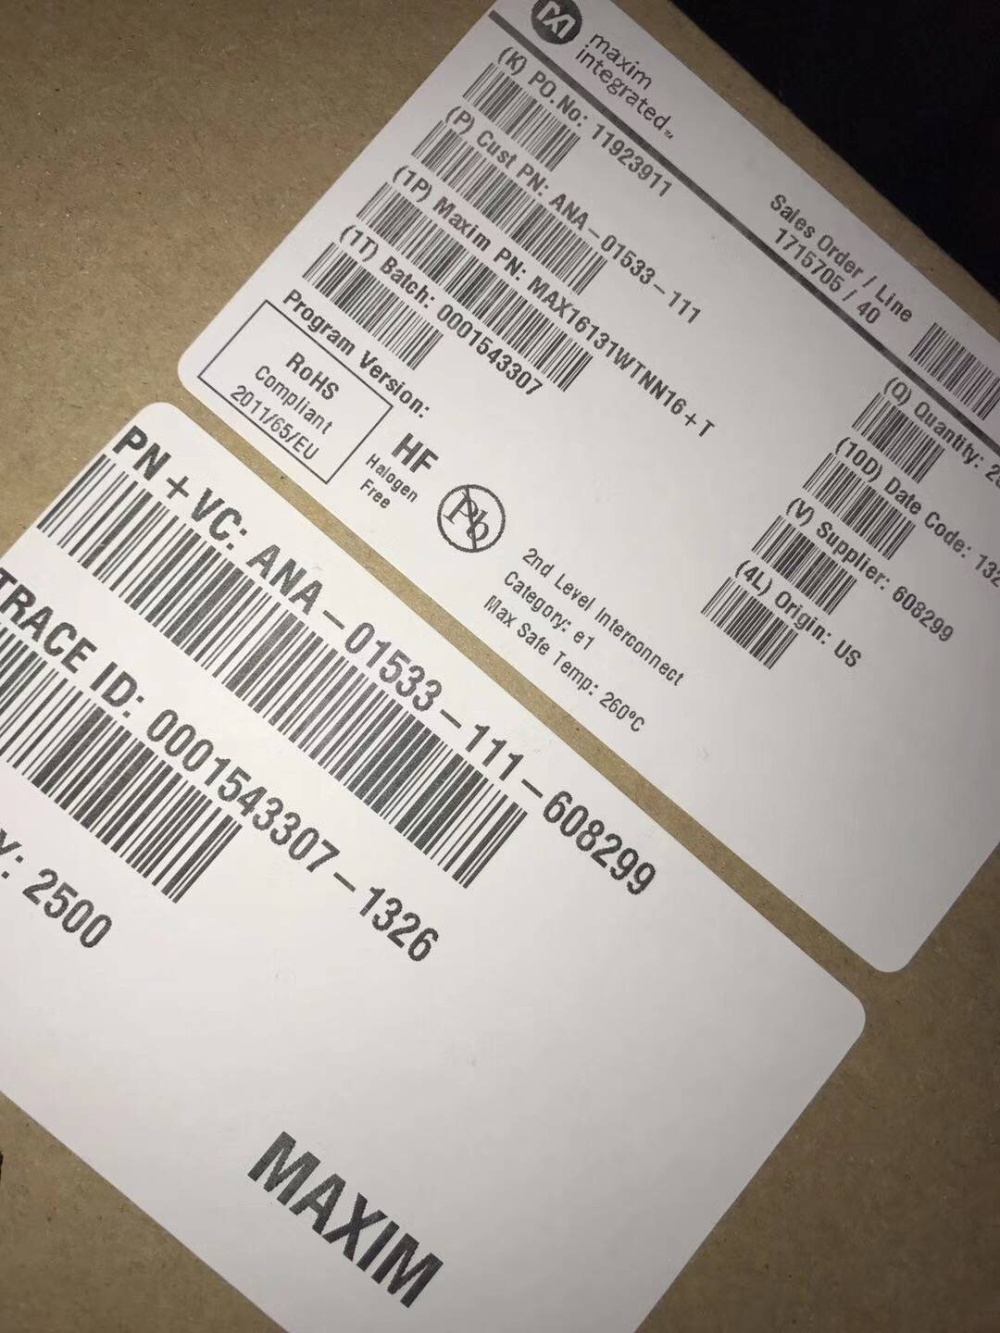 maxim
integrated™
(K) PO.No: 11923911
Sales Order / Line
1715705 / 40
(P) Cust PN: ANA-01533-111
(1P) Maxim PN: MAX16131WTNN16+T
(1T) Batch: 0001543307
Program Version:
(Q) Quantity:
(10D) Date Code:
(V) Supplier: 608299
(4L) Origin: US
RoHS
Compliant
2011/65/EU
HF
Halogen
Free
Pb
2nd Level Interconnect
Category: e1
Max Safe Temp: 260°C
PN+VC: ANA-01533-111-608299
TRACE ID: 0001543307-1326
Y: 2500
MAXIM